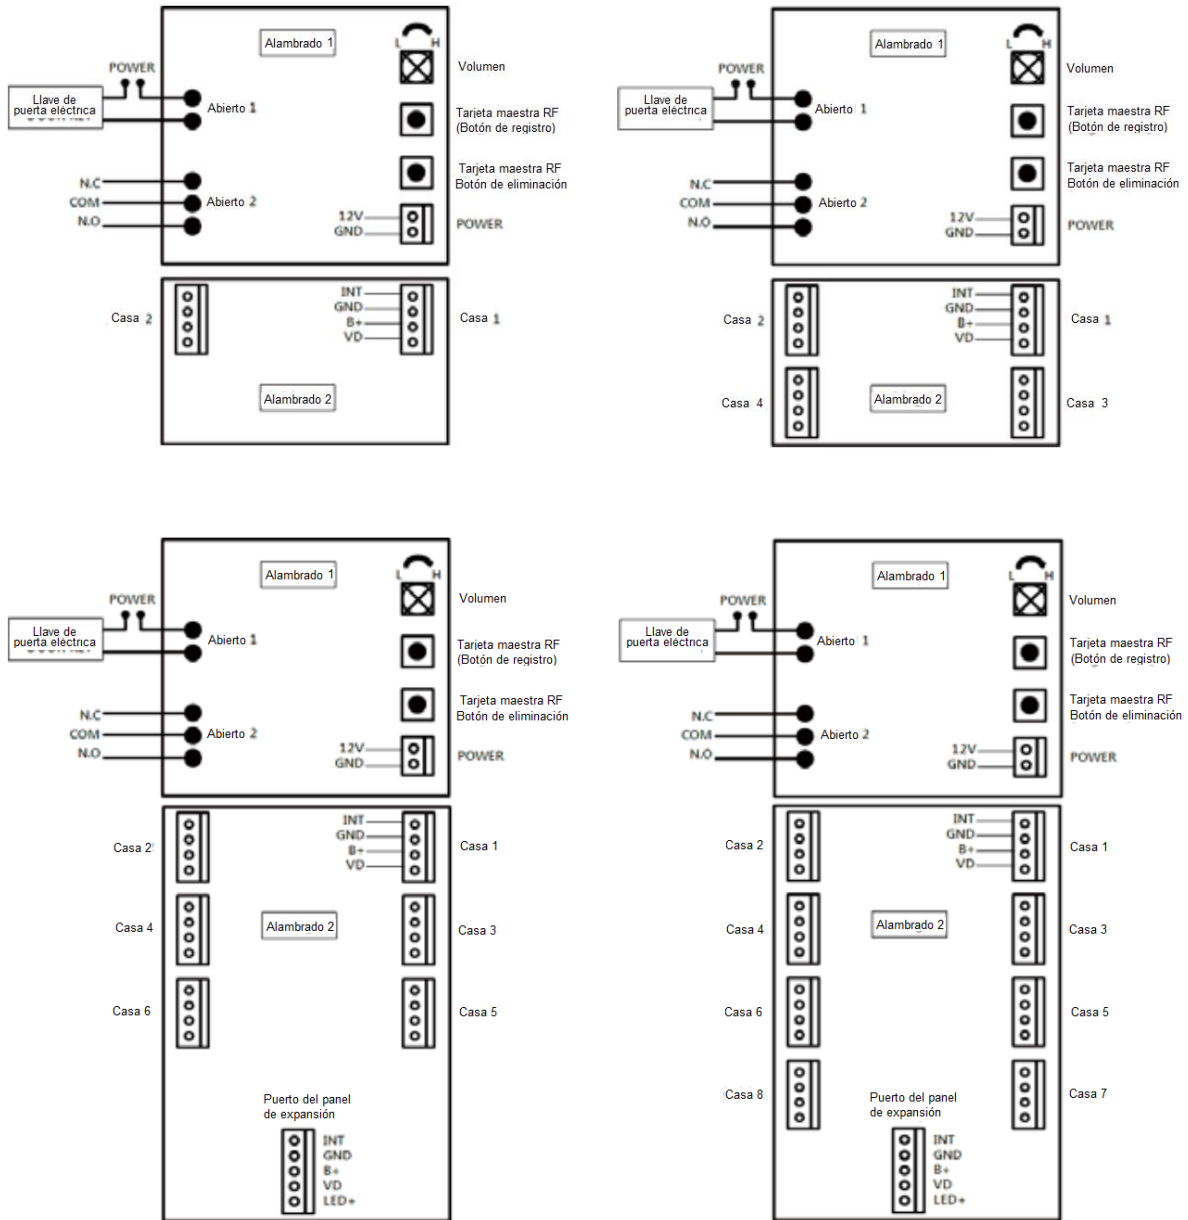 Alambrado 1
L H
POWER
Volumen
Llave de
puerta eléctrica
Abierto 1
Tarjeta maestra RF
(Botón de registro)
Tarjeta maestra RF
Botón de eliminación
N.C
COM
N.O
Abierto 2
12V
GND
POWER
Casa 2
INT
GND
B+
VD
Casa 1
Alambrado 2
Alambrado 1
L H
POWER
Volumen
Llave de
puerta eléctrica
Abierto 1
Tarjeta maestra RF
(Botón de registro)
Tarjeta maestra RF
Botón de eliminación
N.C
COM
N.O
Abierto 2
12V
GND
POWER
Casa 2
INT
GND
B+
VD
Casa 1
Casa 4
Alambrado 2
Casa 3
Alambrado 1
L H
POWER
Volumen
Llave de
puerta eléctrica
Abierto 1
Tarjeta maestra RF
(Botón de registro)
Tarjeta maestra RF
Botón de eliminación
N.C
COM
N.O
Abierto 2
12V
GND
POWER
Casa 2
INT
GND
B+
VD
Casa 1
Casa 4
Alambrado 2
Casa 3
Casa 6
Casa 5
Puerto del panel
de expansión
INT
GND
B+
VD
LED+
Alambrado 1
L H
POWER
Volumen
Llave de
puerta eléctrica
Abierto 1
Tarjeta maestra RF
(Botón de registro)
Tarjeta maestra RF
Botón de eliminación
N.C
COM
N.O
Abierto 2
12V
GND
POWER
Casa 2
INT
GND
B+
VD
Casa 1
Casa 4
Alambrado 2
Casa 3
Casa 6
Casa 5
Casa 8
Casa 7
Puerto del panel
de expansión
INT
GND
B+
VD
LED+